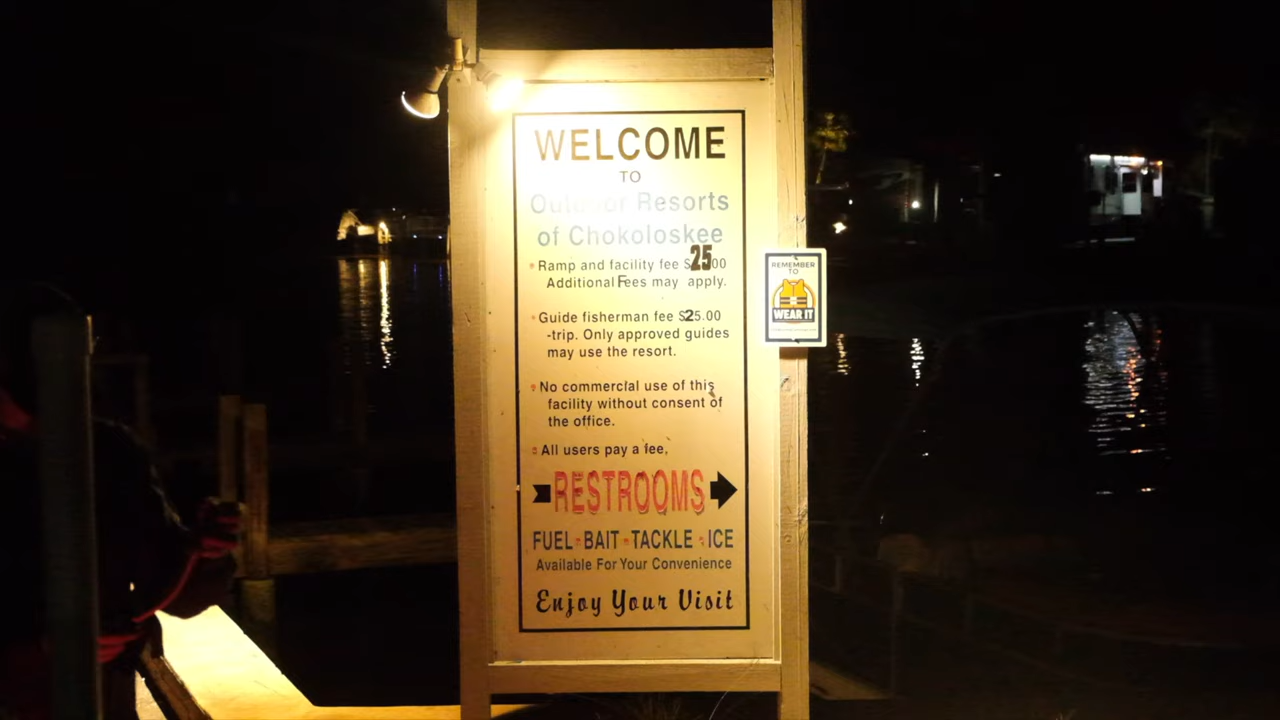 WELCOME
TO
Outdoor Resorts
of Chokoloskee
Ramp and facility fee $25.00
Additional Fees may apply.
Guide fisherman fee $25.00
-trip. Only approved guides
may use the resort.
No commercial use of this
facility without consent of
the office.
All users pay a fee,
RESTROOMS
FUEL BAIT TACKLE ICE
Available For Your Convenience
Enjoy Your Visit
REMEMBER
TO
WEAR IT